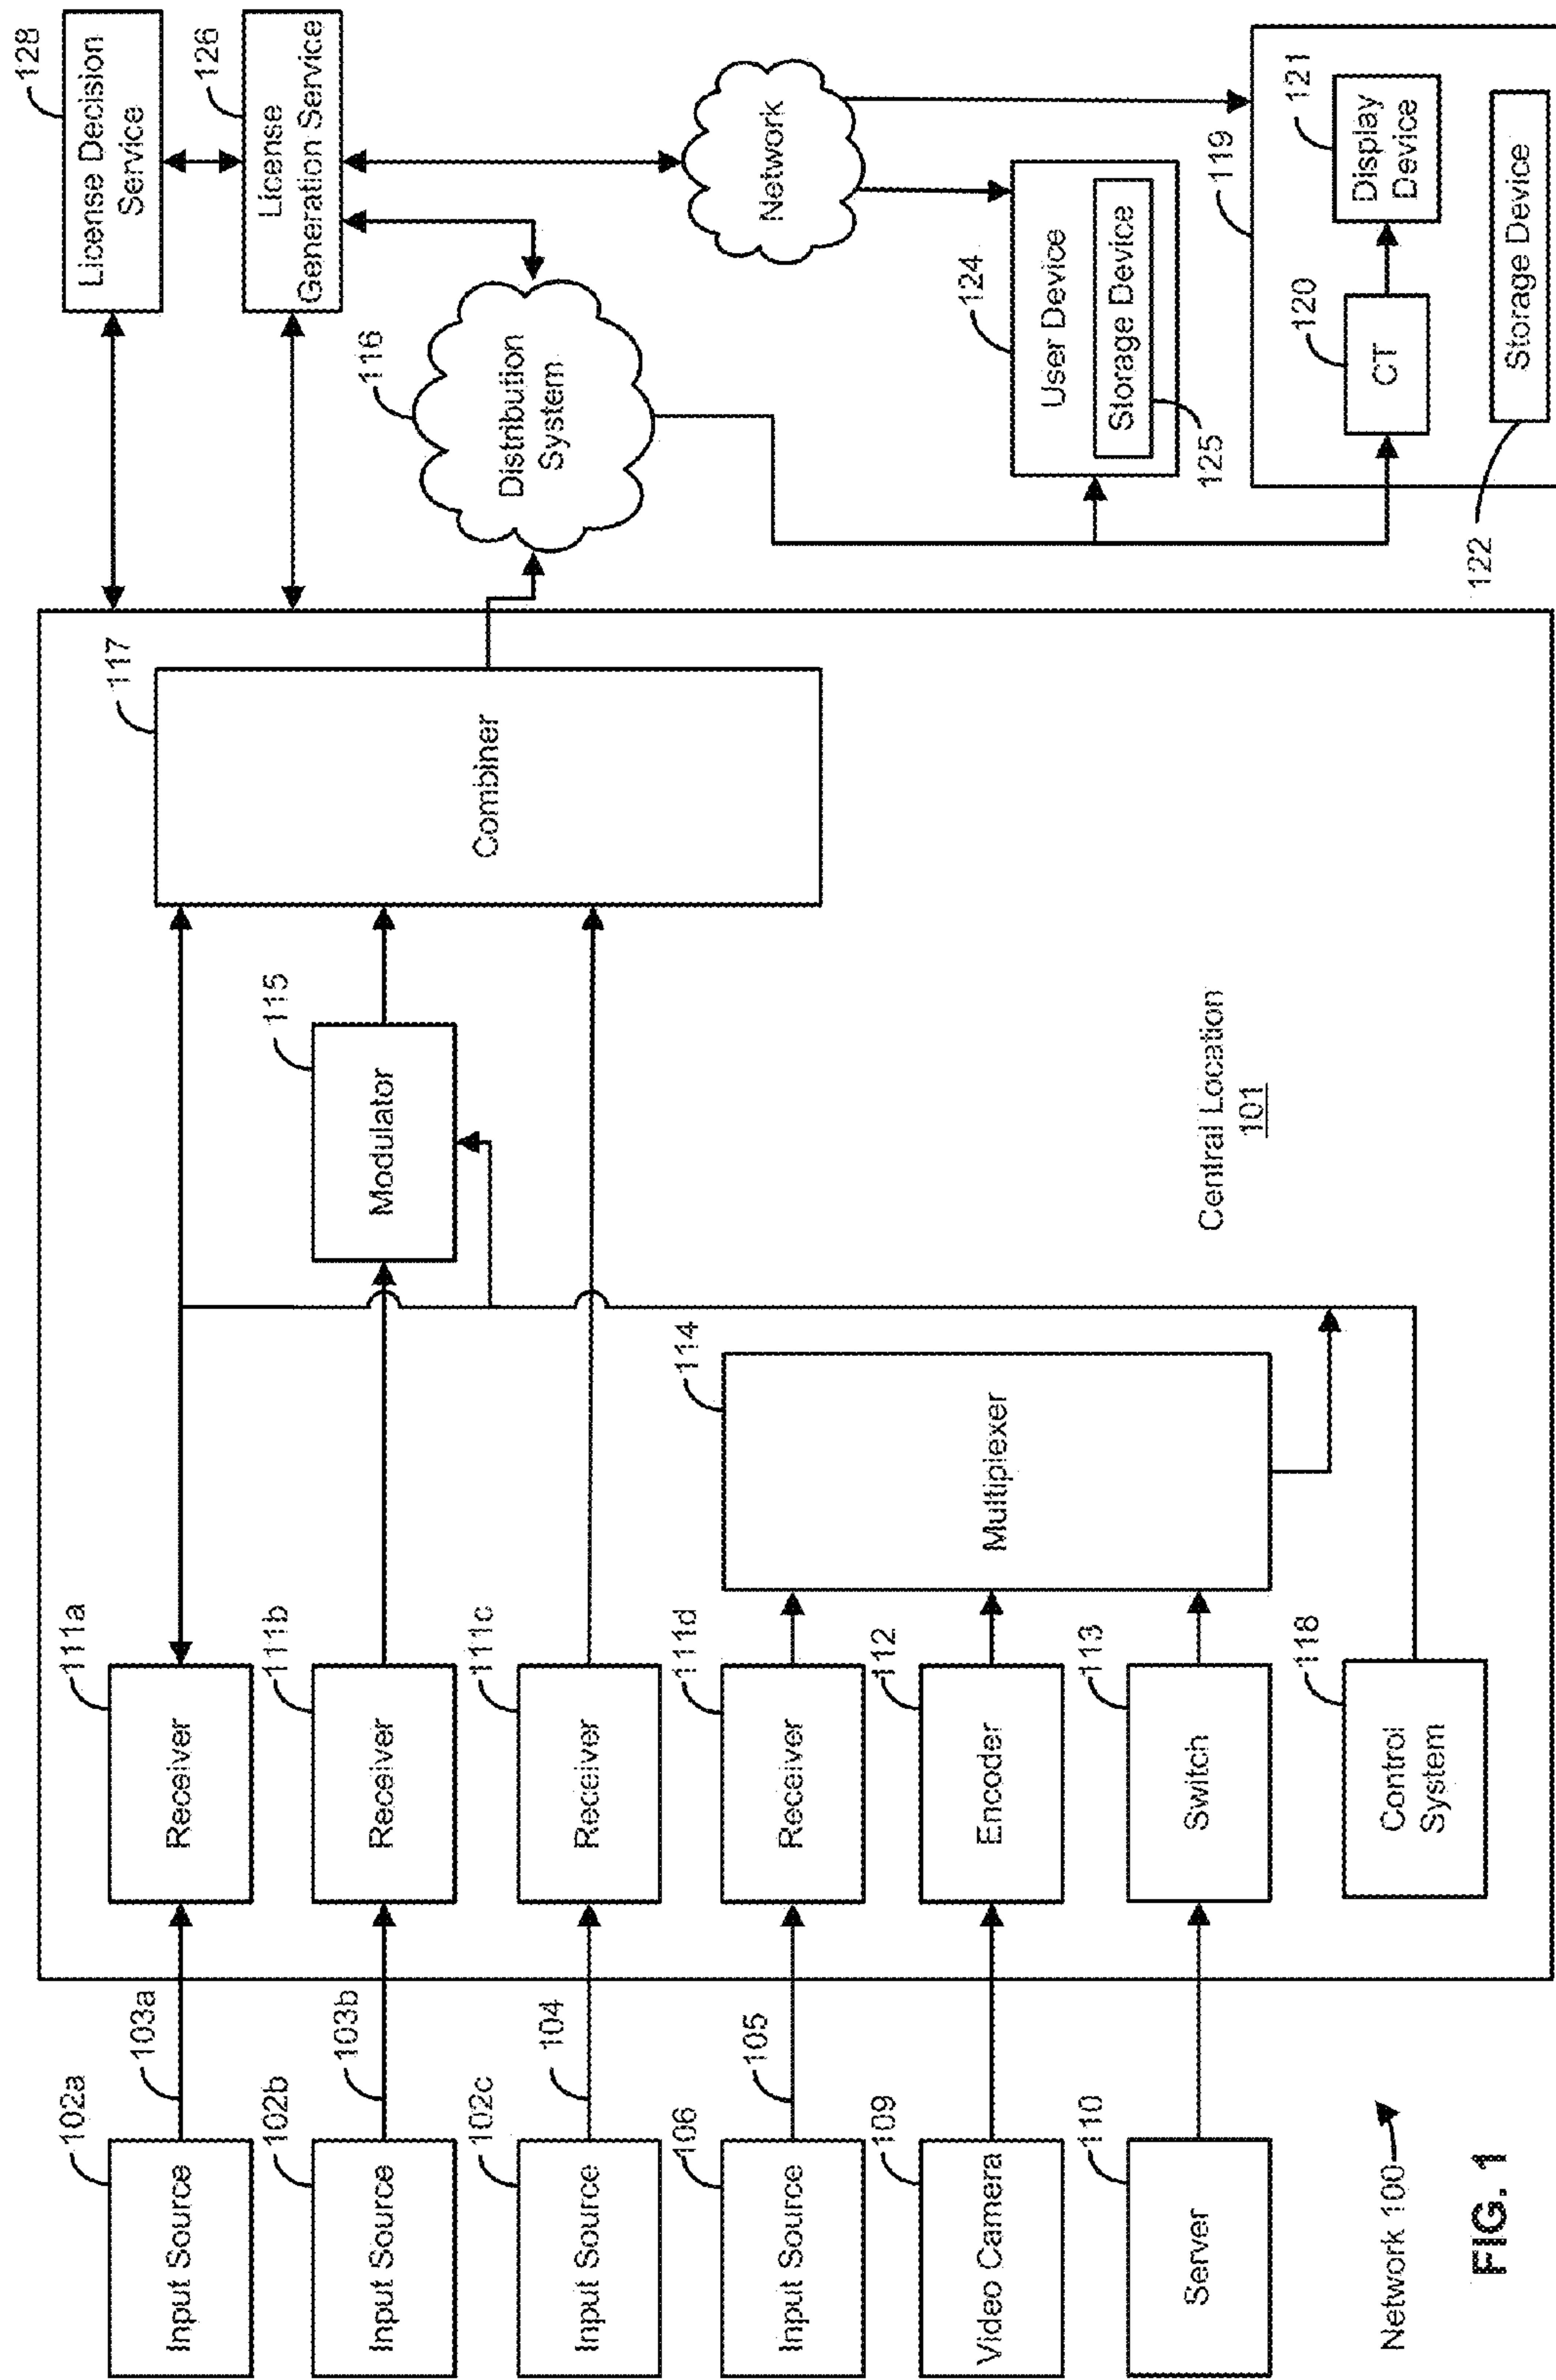 102a
Input Source
103a
102b
Input Source
103b
102c
Input Source
104
106
Input Source
105
109
Video Camera
110
Server
Network 100
FIG. 1
111a
Receiver
111b
Receiver
111c
Receiver
111d
Receiver
112
Encoder
113
Switch
118
Control
System
114
Multiplexer
115
Modulator
Central Location
101
117
Combiner
116
Distribution
System
128
License Decision
Service
126
License
Generation Service
Network
124
User Device
Storage Device
125
119
120
CT
121
Display
Device
122
Storage Device